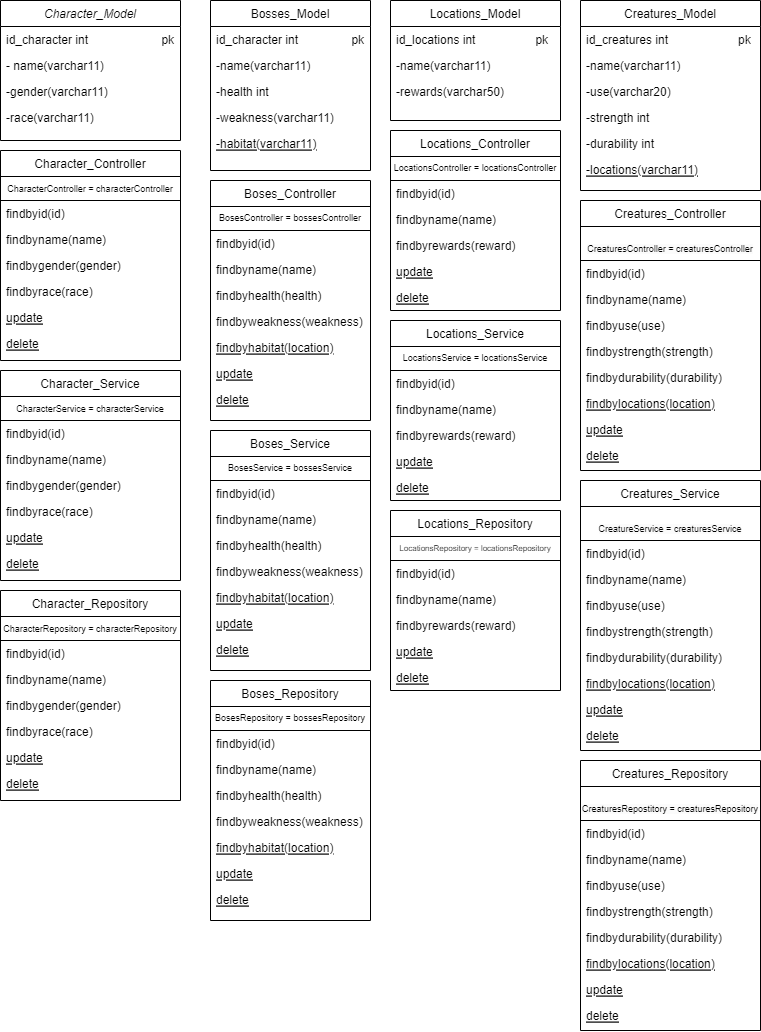 Character_Model
id_character int pk
- name(varchar11)
-gender(varchar11)
-race(varchar11)
Character_Controller
CharacterController = characterController
findbyid(id)
findbyname(name)
findbygender(gender)
findbyrace(race)
update
delete
Character_Service
CharacterService = characterService
findbyid(id)
findbyname(name)
findbygender(gender)
findbyrace(race)
update
delete
Character_Repository
CharacterRepository = characterRepository
findbyid(id)
findbyname(name)
findbygender(gender)
findbyrace(race)
update
delete
Bosses_Model
id_character int pk
-name(varchar11)
-health int
-weakness(varchar11)
-habitat(varchar11)
Boses_Controller
BosesController = bossesController
findbyid(id)
findbyname(name)
findbyhealth(health)
findbyweakness(weakness)
findbyhabitat(location)
update
delete
Boses_Service
BosesService = bossesService
findbyid(id)
findbyname(name)
findbyhealth(health)
findbyweakness(weakness)
findbyhabitat(location)
update
delete
Boses_Repository
BosesRepository = bossesRepository
findbyid(id)
findbyname(name)
findbyhealth(health)
findbyweakness(weakness)
findbyhabitat(location)
update
delete
Locations_Model
id_locations int pk
-name(varchar11)
-rewards(varchar50)
Locations_Controller
LocationsController = locationsController
findbyid(id)
findbyname(name)
findbyrewards(reward)
update
delete
Locations_Service
LocationsService = locationsService
findbyid(id)
findbyname(name)
findbyrewards(reward)
update
delete
Locations_Repository
LocationsRepository = locationsRepository
findbyid(id)
findbyname(name)
findbyrewards(reward)
update
delete
Creatures_Model
id_creatures int pk
-name(varchar11)
-use(varchar20)
-strength int
-durability int
-locations(varchar11)
Creatures_Controller
CreaturesController = creaturesController
findbyid(id)
findbyname(name)
findbyuse(use)
findbystrength(strength)
findbydurability(durability)
findbylocations(location)
update
delete
Creatures_Service
CreatureService = creaturesService
findbyid(id)
findbyname(name)
findbyuse(use)
findbystrength(strength)
findbydurability(durability)
findbylocations(location)
update
delete
Creatures_Repository
CreaturesRepostitory = creaturesRepository
findbyid(id)
findbyname(name)
findbyuse(use)
findbystrength(strength)
findbydurability(durability)
findbylocations(location)
update
delete